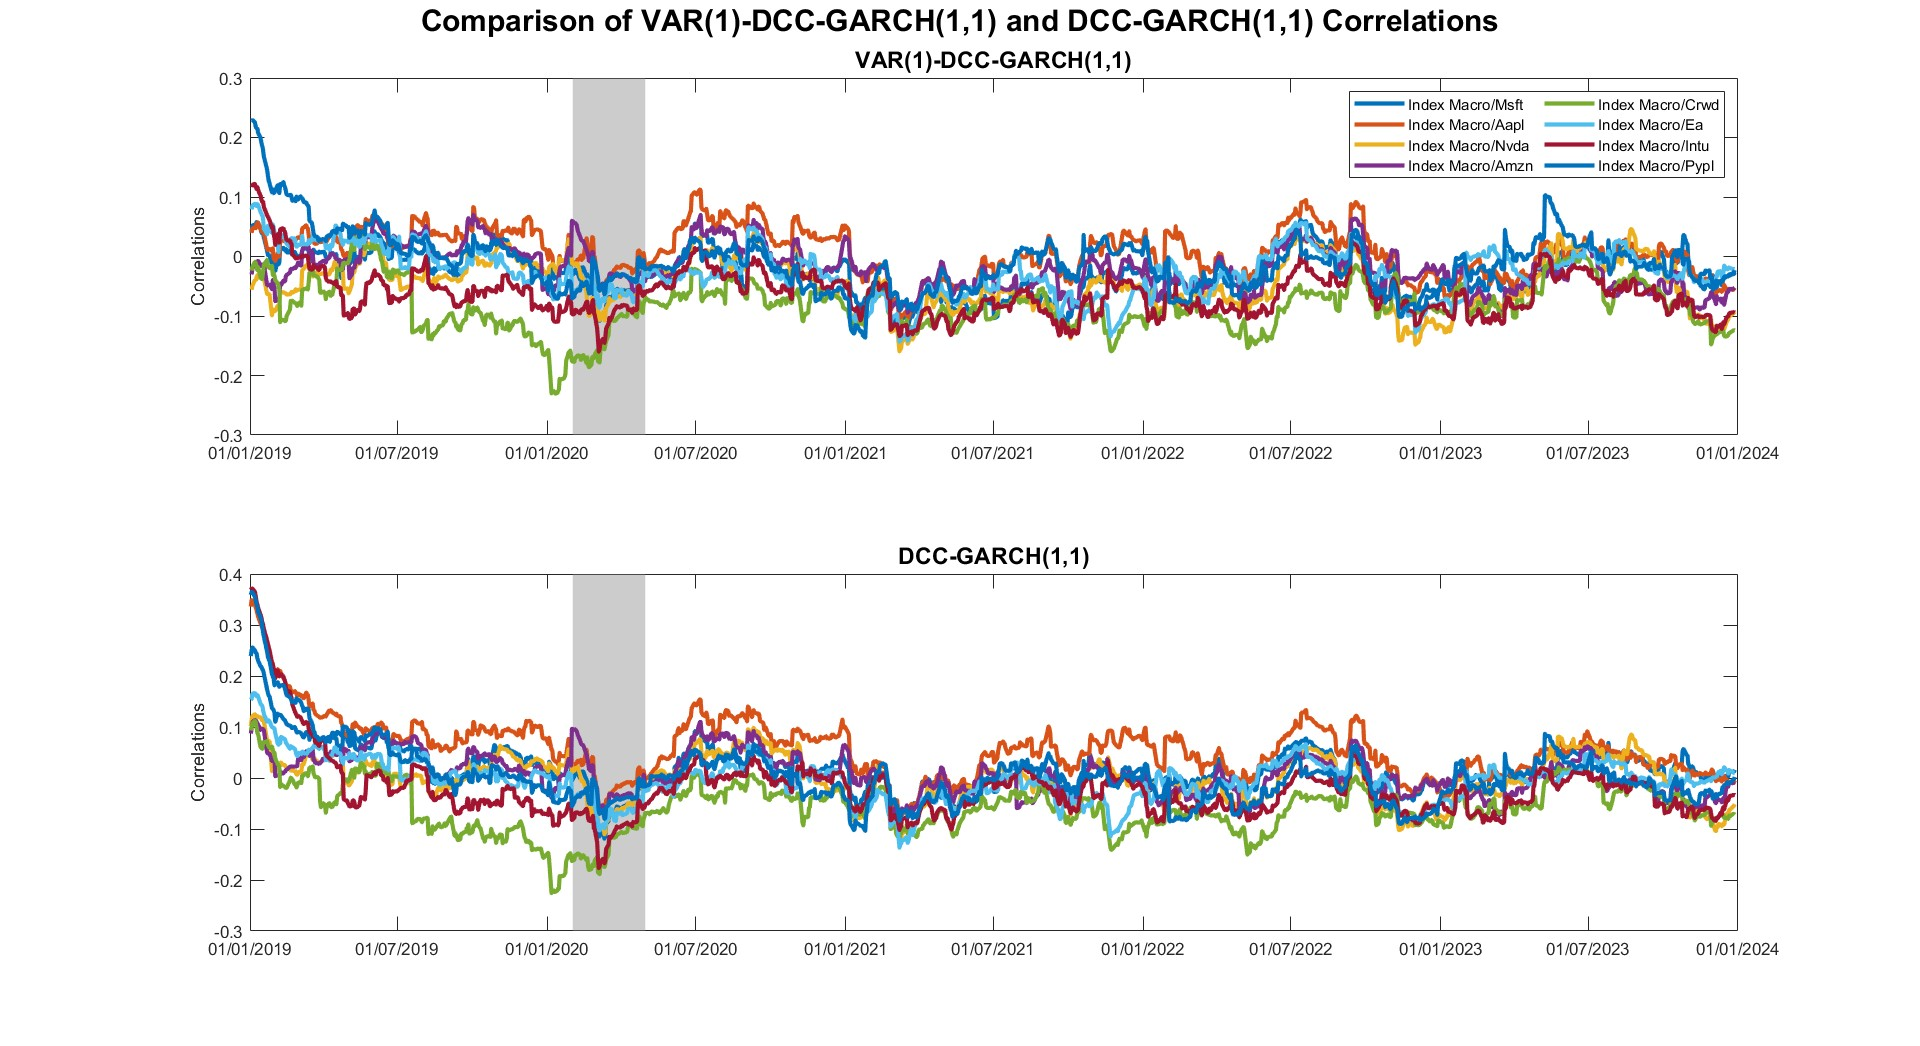 Comparison of VAR(1)-DCC-GARCH(1,1) and DCC-GARCH(1,1) Correlations
VAR(1)-DCC-GARCH(1,1)
0.3
0.2
0.1
0
-0.1
-0.2
-0.3
Correlations
Index Macro/Msft
Index Macro/Aapl
Index Macro/Nvda
Index Macro/Amzn
Index Macro/Crwd
Index Macro/Ea
Index Macro/Intu
Index Macro/Pypl
01/01/2019 01/07/2019 01/01/2020 01/07/2020 01/01/2021 01/07/2021 01/01/2022 01/07/2022 01/01/2023 01/07/2023 01/01/2024
DCC-GARCH(1,1)
0.4
0.3
0.2
0.1
0
-0.1
-0.2
-0.3
Correlations
01/01/2019 01/07/2019 01/01/2020 01/07/2020 01/01/2021 01/07/2021 01/01/2022 01/07/2022 01/01/2023 01/07/2023 01/01/2024